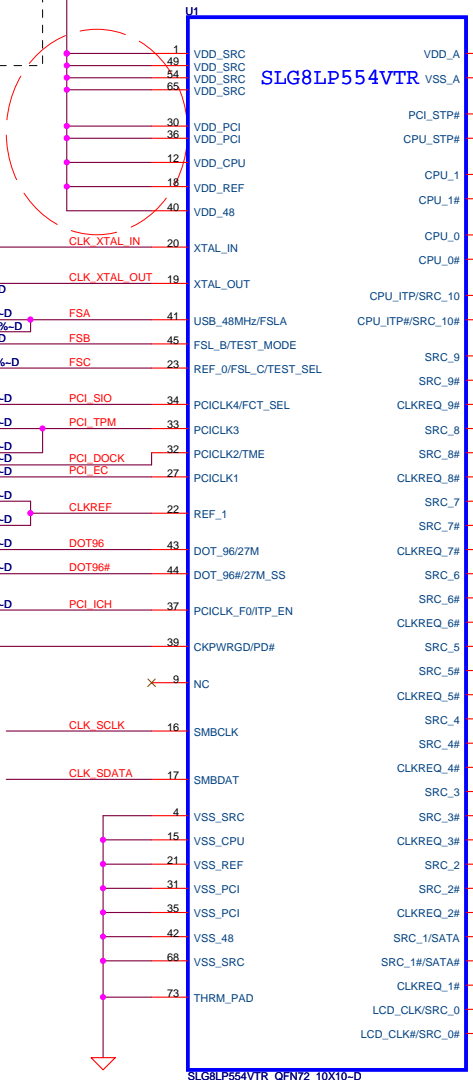 U1
1 VDD_SRC VDD_A
49 VDD_SRC
54 VDD_SRC SLG8LP554VTR VSS_A
65 VDD_SRC
PCI_STP#
30 VDD_PCI
36 VDD_PCI CPU_STP#
12 VDD_CPU
CPU_1
18 VDD_REF
CPU_1#
40 VDD_48
CPU_0
CLK_XTAL_IN 20 XTAL_IN
CPU_0#
CLK_XTAL_OUT 19 XTAL_OUT
~D CPU_ITP/SRC_10
~D FSA 41 USB_48MHz/FSLA CPU_ITP#/SRC_10#
%~D
~D FSB 45 FSL_B/TEST_MODE
SRC_9
%~D FSC 23 REF_0/FSL_C/TEST_SEL
SRC_9#
~D PCI_SIO 34 PCICLK4/FCT_SEL CLKREQ_9#
~D PCI_TPM 33 PCICLK3 SRC_8
~D 32 PCICLK2/TME SRC_8#
~D PCI_DOCK
~D PCI_EC 27 PCICLK1 CLKREQ_8#
~D SRC_7
CLKREF 22 REF_1
~D SRC_7#
~D DOT96 43 DOT_96/27M CLKREQ_7#
~D DOT96# 44 DOT_96#/27M_SS SRC_6
SRC_6#
~D PCI_ICH 37 PCICLK_F0/ITP_EN
CLKREQ_6#
39 CKPWRGD/PD# SRC_5
SRC_5#
9 NC
CLKREQ_5#
SRC_4
CLK_SCLK 16 SMBCLK
SRC_4#
CLKREQ_4#
CLK_SDATA 17 SMBDAT
SRC_3
4 VSS_SRC SRC_3#
15 VSS_CPU CLKREQ_3#
21 VSS_REF SRC_2
31 VSS_PCI SRC_2#
35 VSS_PCI CLKREQ_2#
42 VSS_48 SRC_1/SATA
68 VSS_SRC SRC_1#/SATA#
CLKREQ_1#
73 THRM_PAD
LCD_CLK/SRC_0
LCD_CLK#/SRC_0#
SLG8LP554VTR_QFN72_10X10~D